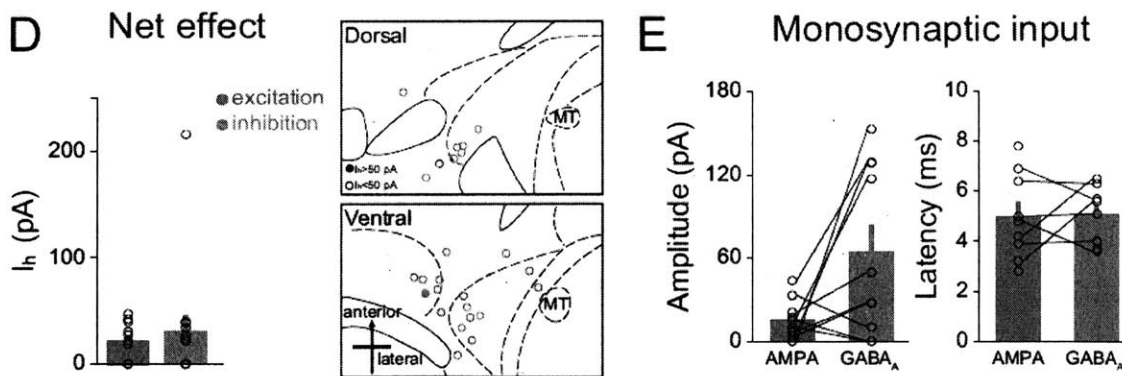 D Net effect
Ih (pA)
200
100
0
excitation
inhibition
Dorsal
MT
Ih>50 pA
Ih<50 pA
Ventral
MT
anterior
lateral
E Monosynaptic input
Amplitude (pA)
180
120
60
0
AMPA GABAA
Latency (ms)
10
8
6
4
2
0
AMPA GABAA